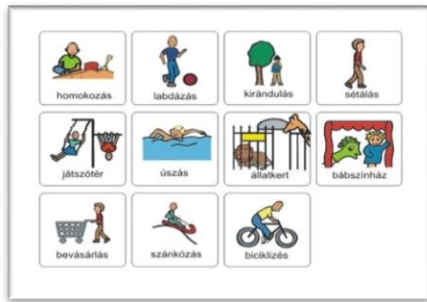 homokozás
labdázás
kirándulás
sétálás
játszótér
úszás
állatkert
bábszínház
bevásárlás
szánkózás
biciklizés